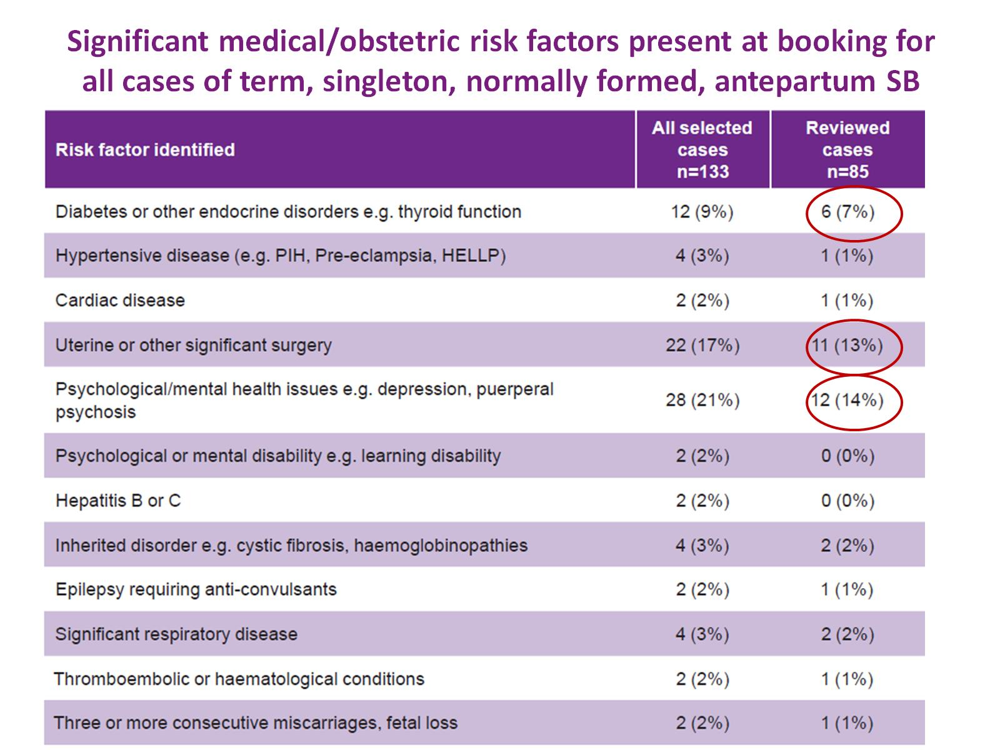 Significant medical/obstetric risk factors present at booking for
all cases of term, singleton, normally formed, antepartum SB
Risk factor identified
All selected
cases
n=133
Reviewed
cases
n=85
Diabetes or other endocrine disorders e.g. thyroid function 12 (9%) 6 (7%)
Hypertensive disease (e.g. PIH, Pre-eclampsia, HELLP) 4 (3%) 1 (1%)
Cardiac disease 2 (2%) 1 (1%)
Uterine or other significant surgery 22 (17%) 11 (13%)
Psychological/mental health issues e.g. depression, puerperal
psychosis 28 (21%) 12 (14%)
Psychological or mental disability e.g. learning disability 2 (2%) 0 (0%)
Hepatitis B or C 2 (2%) 0 (0%)
Inherited disorder e.g. cystic fibrosis, haemoglobinopathies 4 (3%) 2 (2%)
Epilepsy requiring anti-convulsants 2 (2%) 1 (1%)
Significant respiratory disease 4 (3%) 2 (2%)
Thromboembolic or haematological conditions 2 (2%) 1 (1%)
Three or more consecutive miscarriages, fetal loss 2 (2%) 1 (1%)